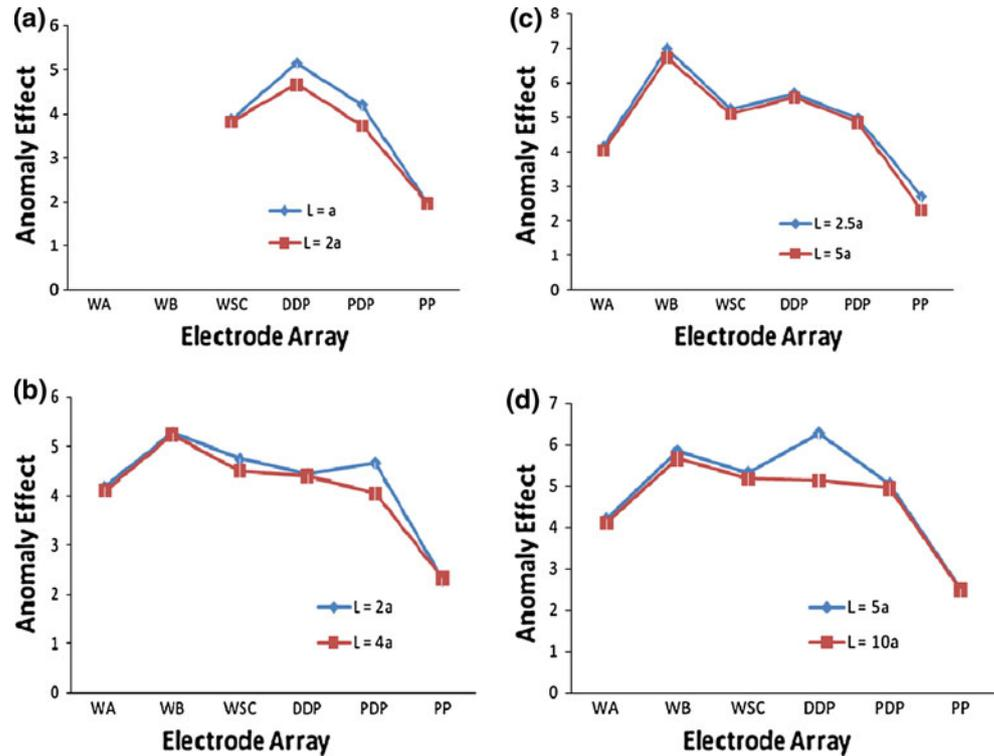 (a)
6
5
4
3
2
1
0
Anomaly Effect
L = a
L = 2a
WA WB WSC DDP PDP PP
Electrode Array
(c)
8
7
6
5
4
3
2
1
0
Anomaly Effect
L = 2.5a
L = 5a
WA WB WSC DDP PDP PP
Electrode Array
(b)
6
5
4
3
2
1
0
Anomaly Effect
L = 2a
L = 4a
WA WB WSC DDP PDP PP
Electrode Array
(d)
7
6
5
4
3
2
1
0
Anomaly Effect
L = 5a
L = 10a
WA WB WSC DDP PDP PP
Electrode Array